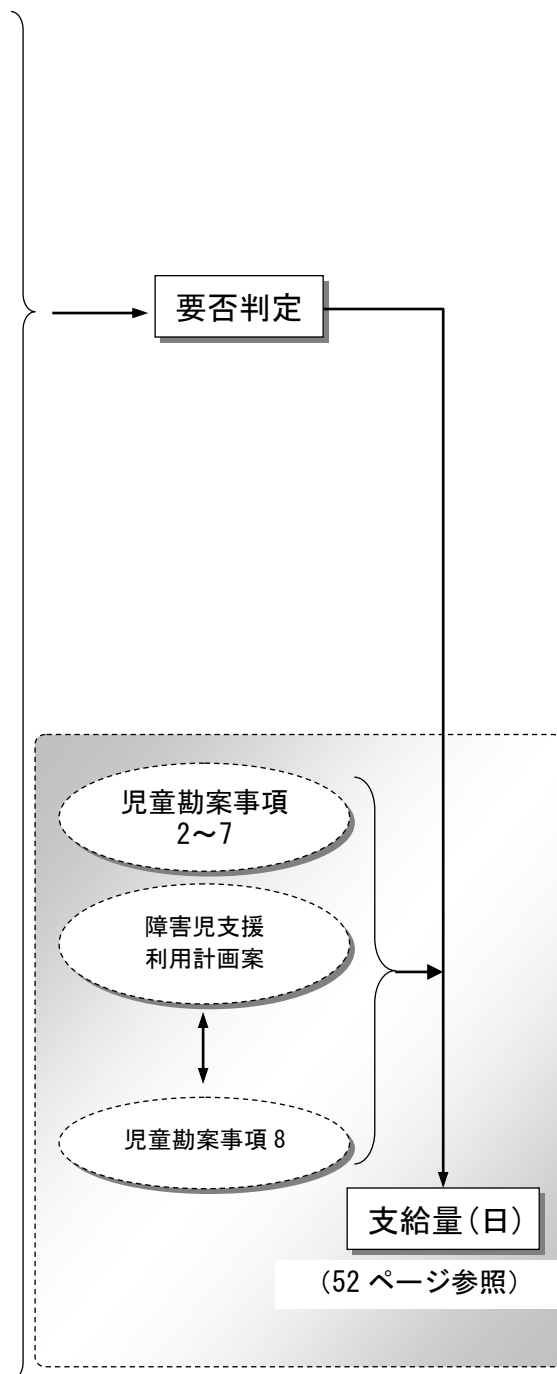 要否判定
児童勘案事項
2～7
障害児支援
利用計画案
児童勘案事項 8
支給量(日)
(52 ページ参照)